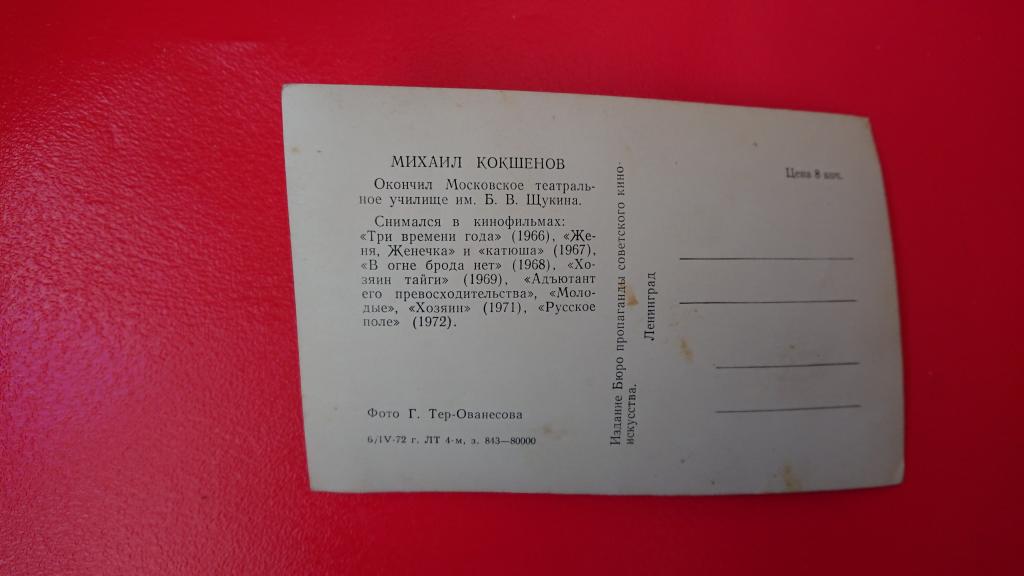 МИХАИЛ КОКШЕНОВ
Окончил Московское театраль-
ное училище им. Б. В. Щукина.
Снимался в кинофильмах:
«Три времени года» (1966), «Же-
ня, Женечка» и «катюша» (1967),
«В огне брода нет» (1968), «Хо-
зяин тайги» (1969), «Адъютант
его превосходительства», «Моло-
дые», «Хозяин» (1971), «Русское
поле» (1972).
Фото Г. Тер-Ованесова
6/IV-72 г. ЛТ 4-м, з. 843—80000
Издание Бюро пропаганды советского кино-
искусства.
Ленинград
Цена 8 коп.